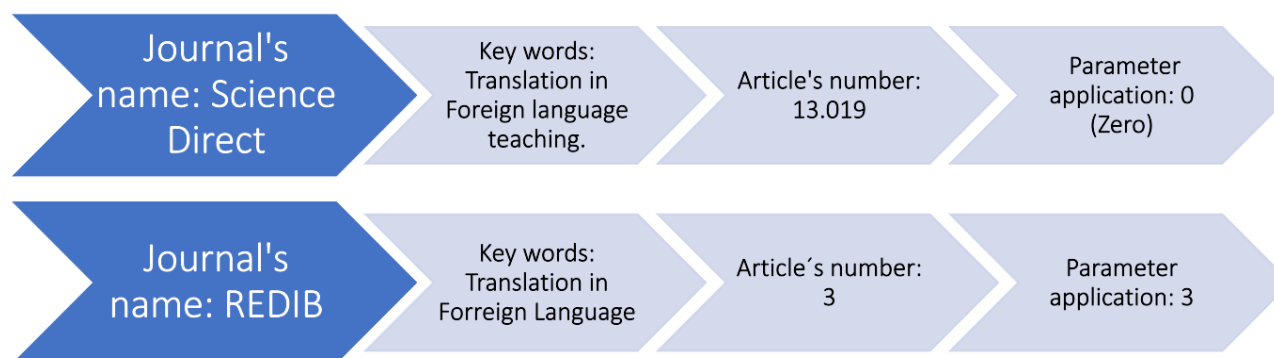 Journal's
name: Science
Direct
Key words:
Translation in
Foreign language
teaching.
Article's number:
13.019
Parameter
application: 0
(Zero)
Journal's
name: REDIB
Key words:
Translation in
Forreign Language
Article´s number:
3
Parameter
application: 3